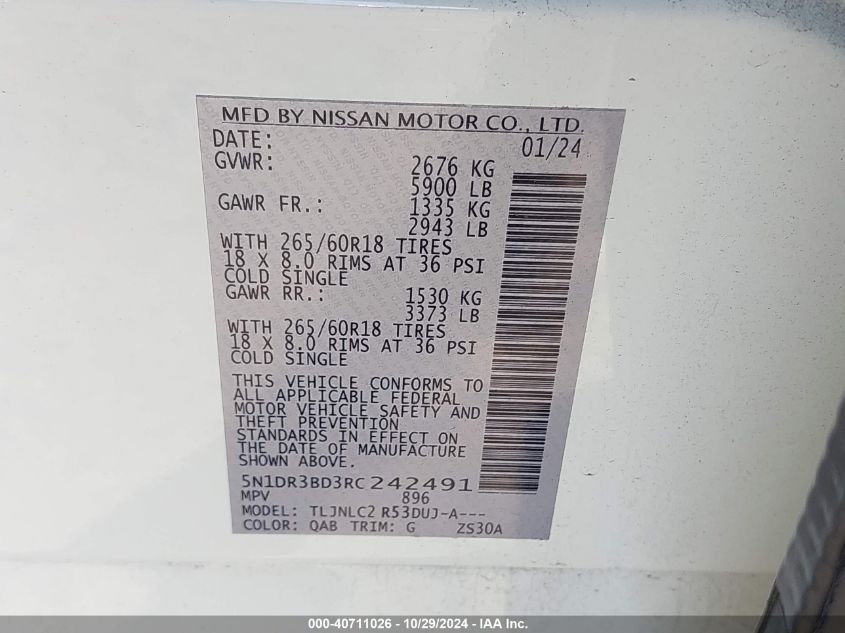 MFD BY NISSAN MOTOR CO., LTD.
DATE: 01/24
GVWR: 2676 KG
5900 LB
GAWR FR.: 1335 KG
2943 LB
WITH 265/60R18 TIRES
18 X 8.0 RIMS AT 36 PSI
COLD SINGLE
GAWR RR.: 1530 KG
3373 LB
WITH 265/60R18 TIRES
18 X 8.0 RIMS AT 36 PSI
COLD SINGLE
THIS VEHICLE CONFORMS TO
ALL APPLICABLE FEDERAL
MOTOR VEHICLE SAFETY AND
THEFT PREVENTION
STANDARDS IN EFFECT ON
THE DATE OF MANUFACTURE
SHOWN ABOVE.
5N1DR3BD3RC242491
MPV 896
MODEL: TLJNLC2 R53DUJ-A---
COLOR: QAB TRIM: G ZS30A
000-40711026 - 10/29/2024 - IAA Inc.